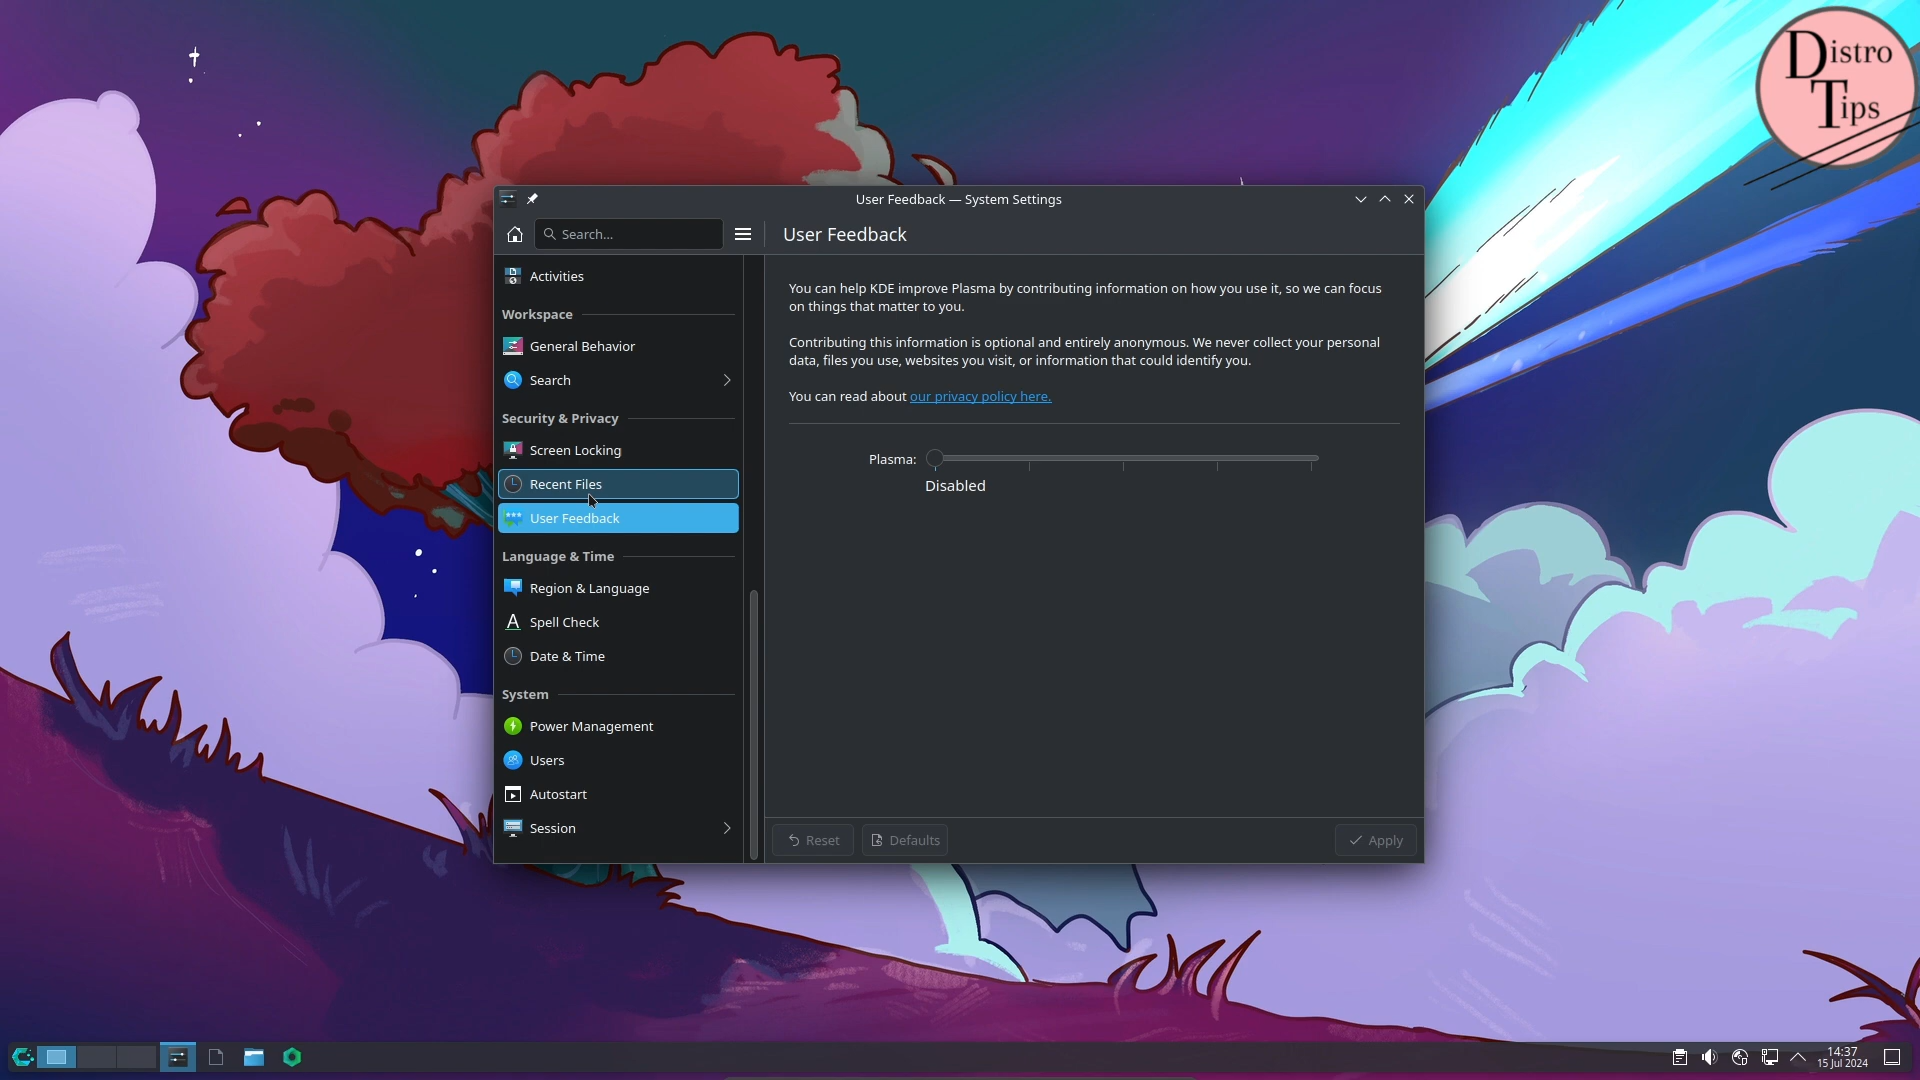 Distro
Tips
User Feedback — System Settings
Search...
User Feedback
Activities
Workspace
General Behavior
Search
Security & Privacy
Screen Locking
Recent Files
User Feedback
Language & Time
Region & Language
A Spell Check
Date & Time
System
Power Management
Users
Autostart
Session
You can help KDE improve Plasma by contributing information on how you use it, so we can focus
on things that matter to you.
Contributing this information is optional and entirely anonymous. We never collect your personal
data, files you use, websites you visit, or information that could identify you.
You can read about our privacy policy here.
Plasma:
Disabled
Reset
Defaults
Apply
14:37
15 Jul 2024